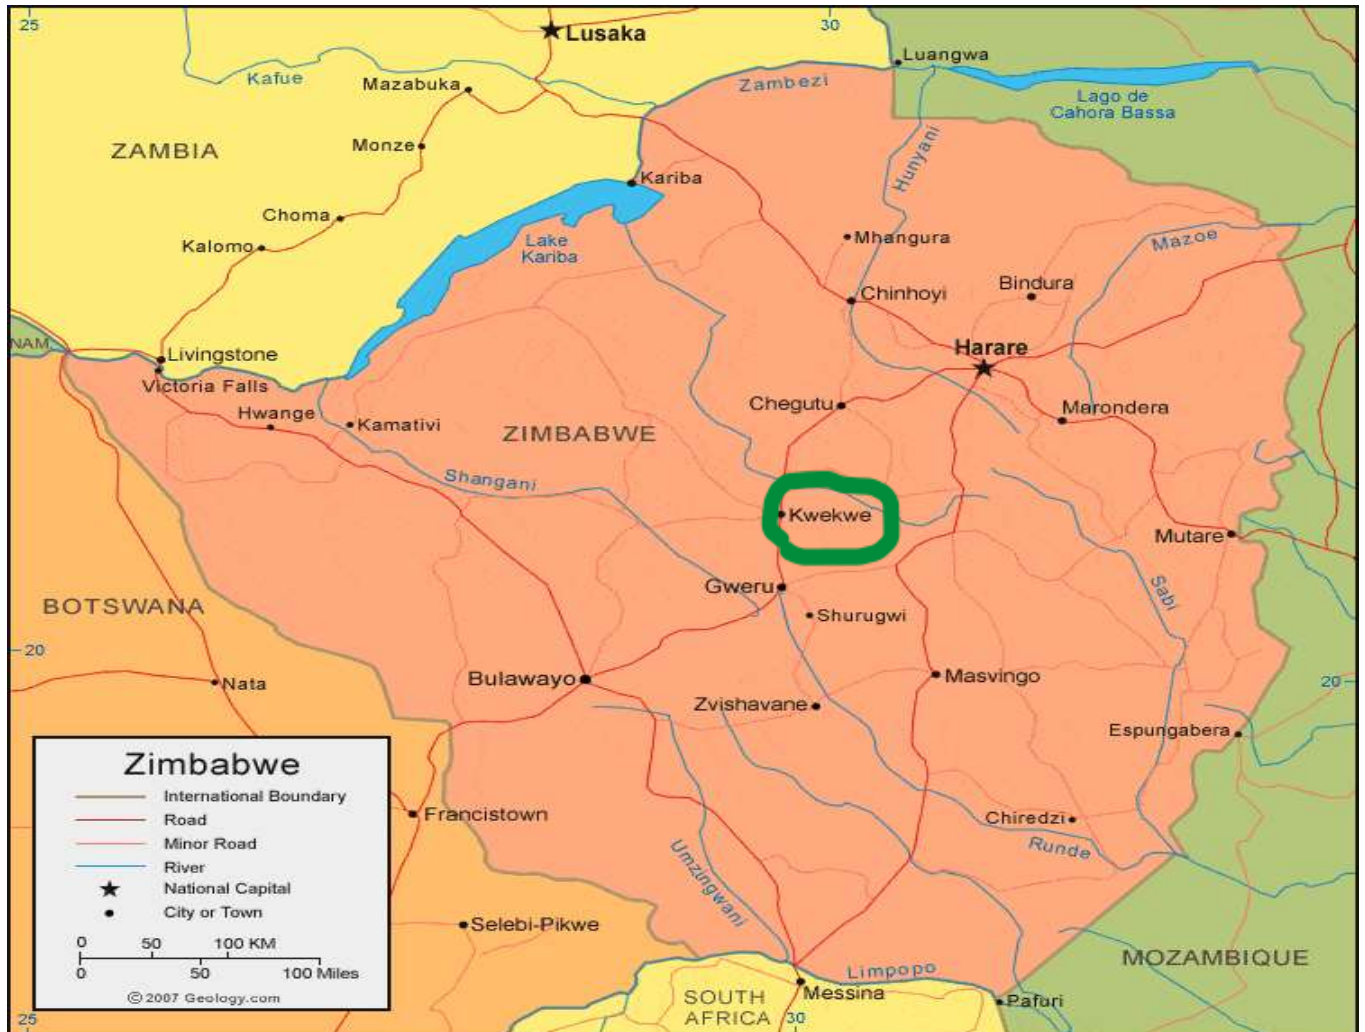 25
30
Lusaka
Luangwa
Kafue
Mazabuka
Zambezi
Lago de
Cahora Bassa
ZAMBIA
Monze
Hunyani
Kariba
Choma
Kalomo
Lake
Kariba
Mhangura
Mazoe
Bindura
Chinhoyi
NAM
Livingstone
Harare
Victoria Falls
Hwange
Kamativi
Chegutu
Marondera
ZIMBABWE
Shangani
Kwekwe
Mutare
BOTSWANA
Gweru
Shurugwi
Sabi
20
Nata
Bulawayo
Masvingo
20
Zvishavane
Espungabera
Zimbabwe
International Boundary
Road
Minor Road
River
National Capital
City or Town
0 50 100 KM
0 50 100 Miles
© 2007 Geology.com
Francistown
Chiredzi
Runde
Umzingwani
Selebi-Pikwe
MOZAMBIQUE
Limpopo
Messina
SOUTH
AFRICA
Pafuri
25
30